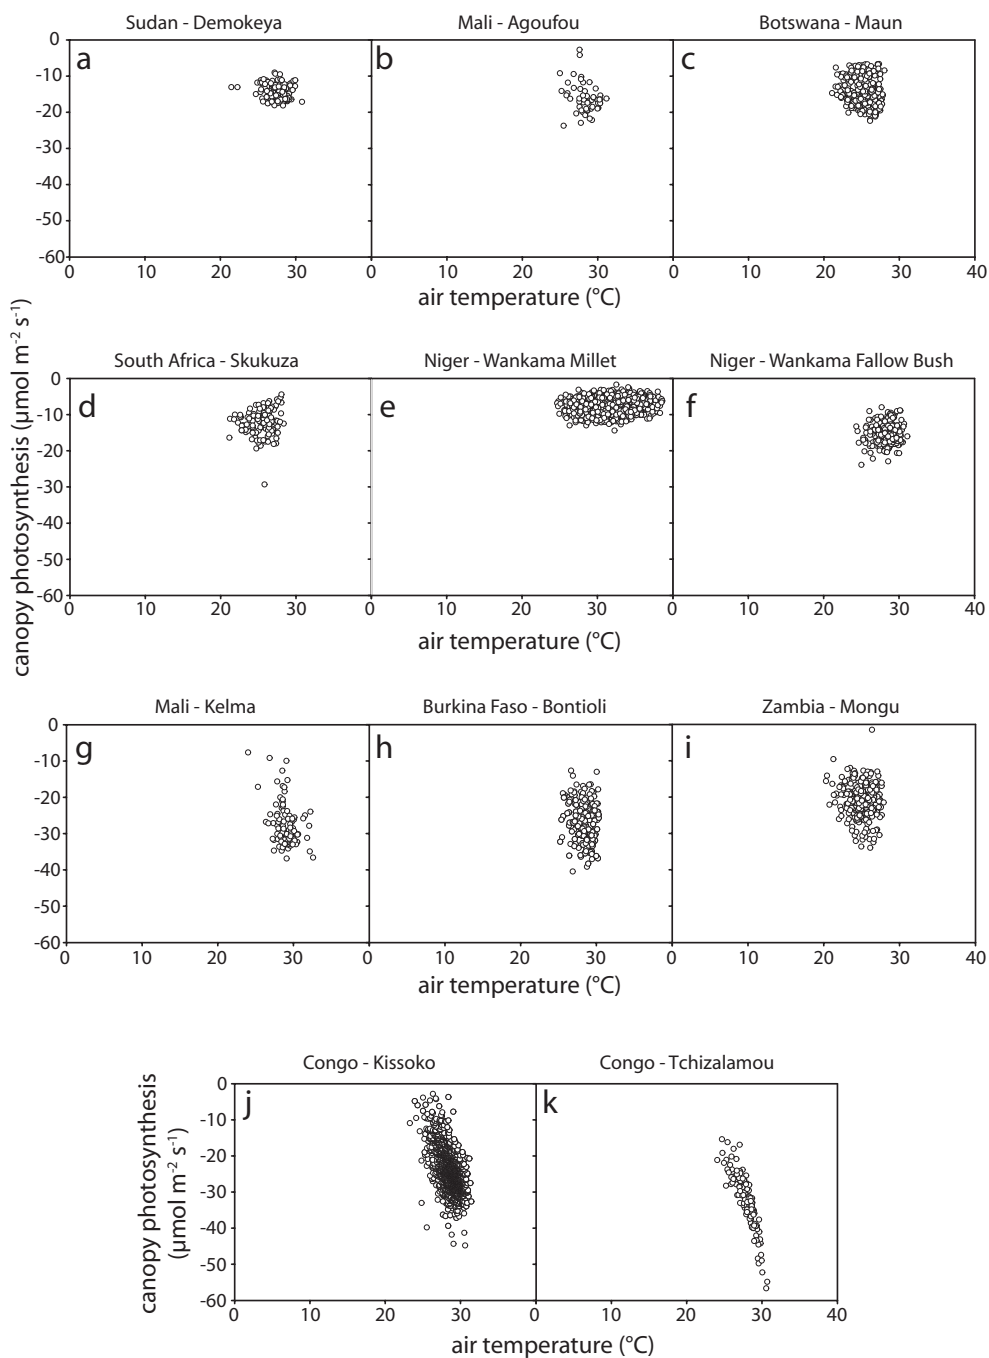 Sudan - Demokeya Mali - Agoufou Botswana - Maun
a b c
0
-10
-20
-30
-40
-50
-60
0 10 20 30 0 10 20 30 0 10 20 30 40
air temperature (°C)
canopy photosynthesis (μmol m-2 s-1)
South Africa - Skukuza Niger - Wankama Millet Niger - Wankama Fallow Bush
d e f
0
-10
-20
-30
-40
-50
-60
0 10 20 30 0 10 20 30 0 10 20 30 40
air temperature (°C)
Mali - Kelma Burkina Faso - Bontioli Zambia - Mongu
g h i
0
-10
-20
-30
-40
-50
-60
0 10 20 30 0 10 20 30 0 10 20 30 40
air temperature (°C)
Congo - Kissoko Congo - Tchizalamou
j k
canopy photosynthesis
(μmol m-2 s-1)
0
-10
-20
-30
-40
-50
-60
0 10 20 30 0 10 20 30 40
air temperature (°C)